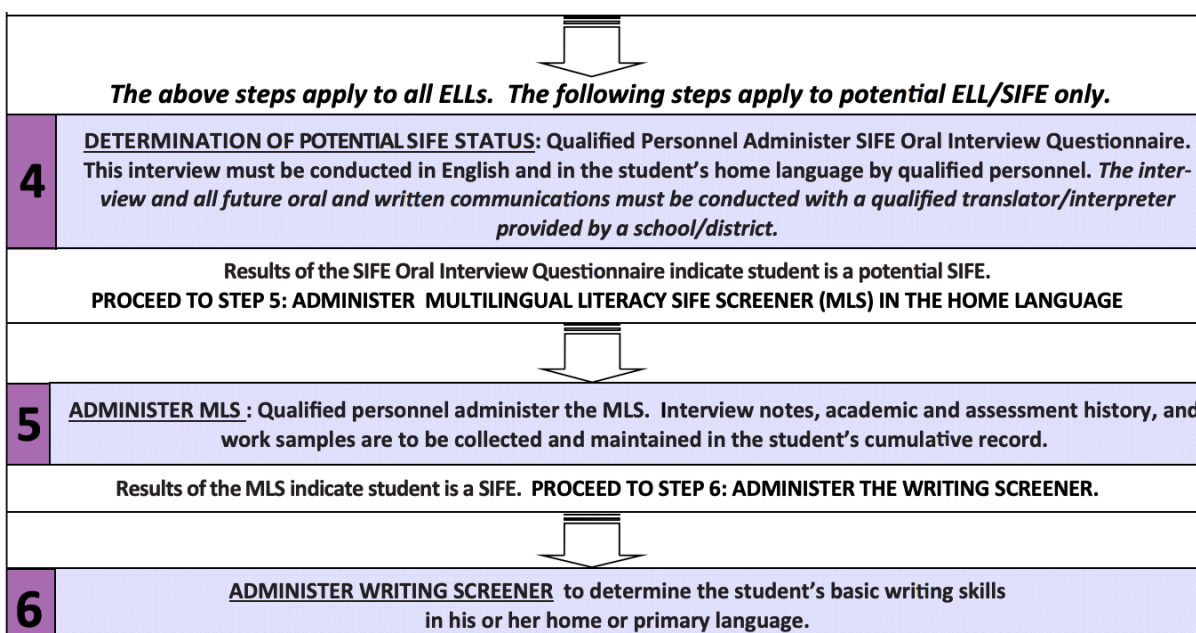 The above steps apply to all ELLs. The following steps apply to potential ELL/SIFE only.
4
DETERMINATION OF POTENTIAL SIFE STATUS: Qualified Personnel Administer SIFE Oral Interview Questionnaire.
This interview must be conducted in English and in the student’s home language by qualified personnel. The inter-
view and all future oral and written communications must be conducted with a qualified translator/interpreter
provided by a school/district.
Results of the SIFE Oral Interview Questionnaire indicate student is a potential SIFE.
PROCEED TO STEP 5: ADMINISTER MULTILINGUAL LITERACY SIFE SCREENER (MLS) IN THE HOME LANGUAGE
5
ADMINISTER MLS : Qualified personnel administer the MLS. Interview notes, academic and assessment history, and
work samples are to be collected and maintained in the student’s cumulative record.
Results of the MLS indicate student is a SIFE. PROCEED TO STEP 6: ADMINISTER THE WRITING SCREENER.
6
ADMINISTER WRITING SCREENER to determine the student’s basic writing skills
in his or her home or primary language.